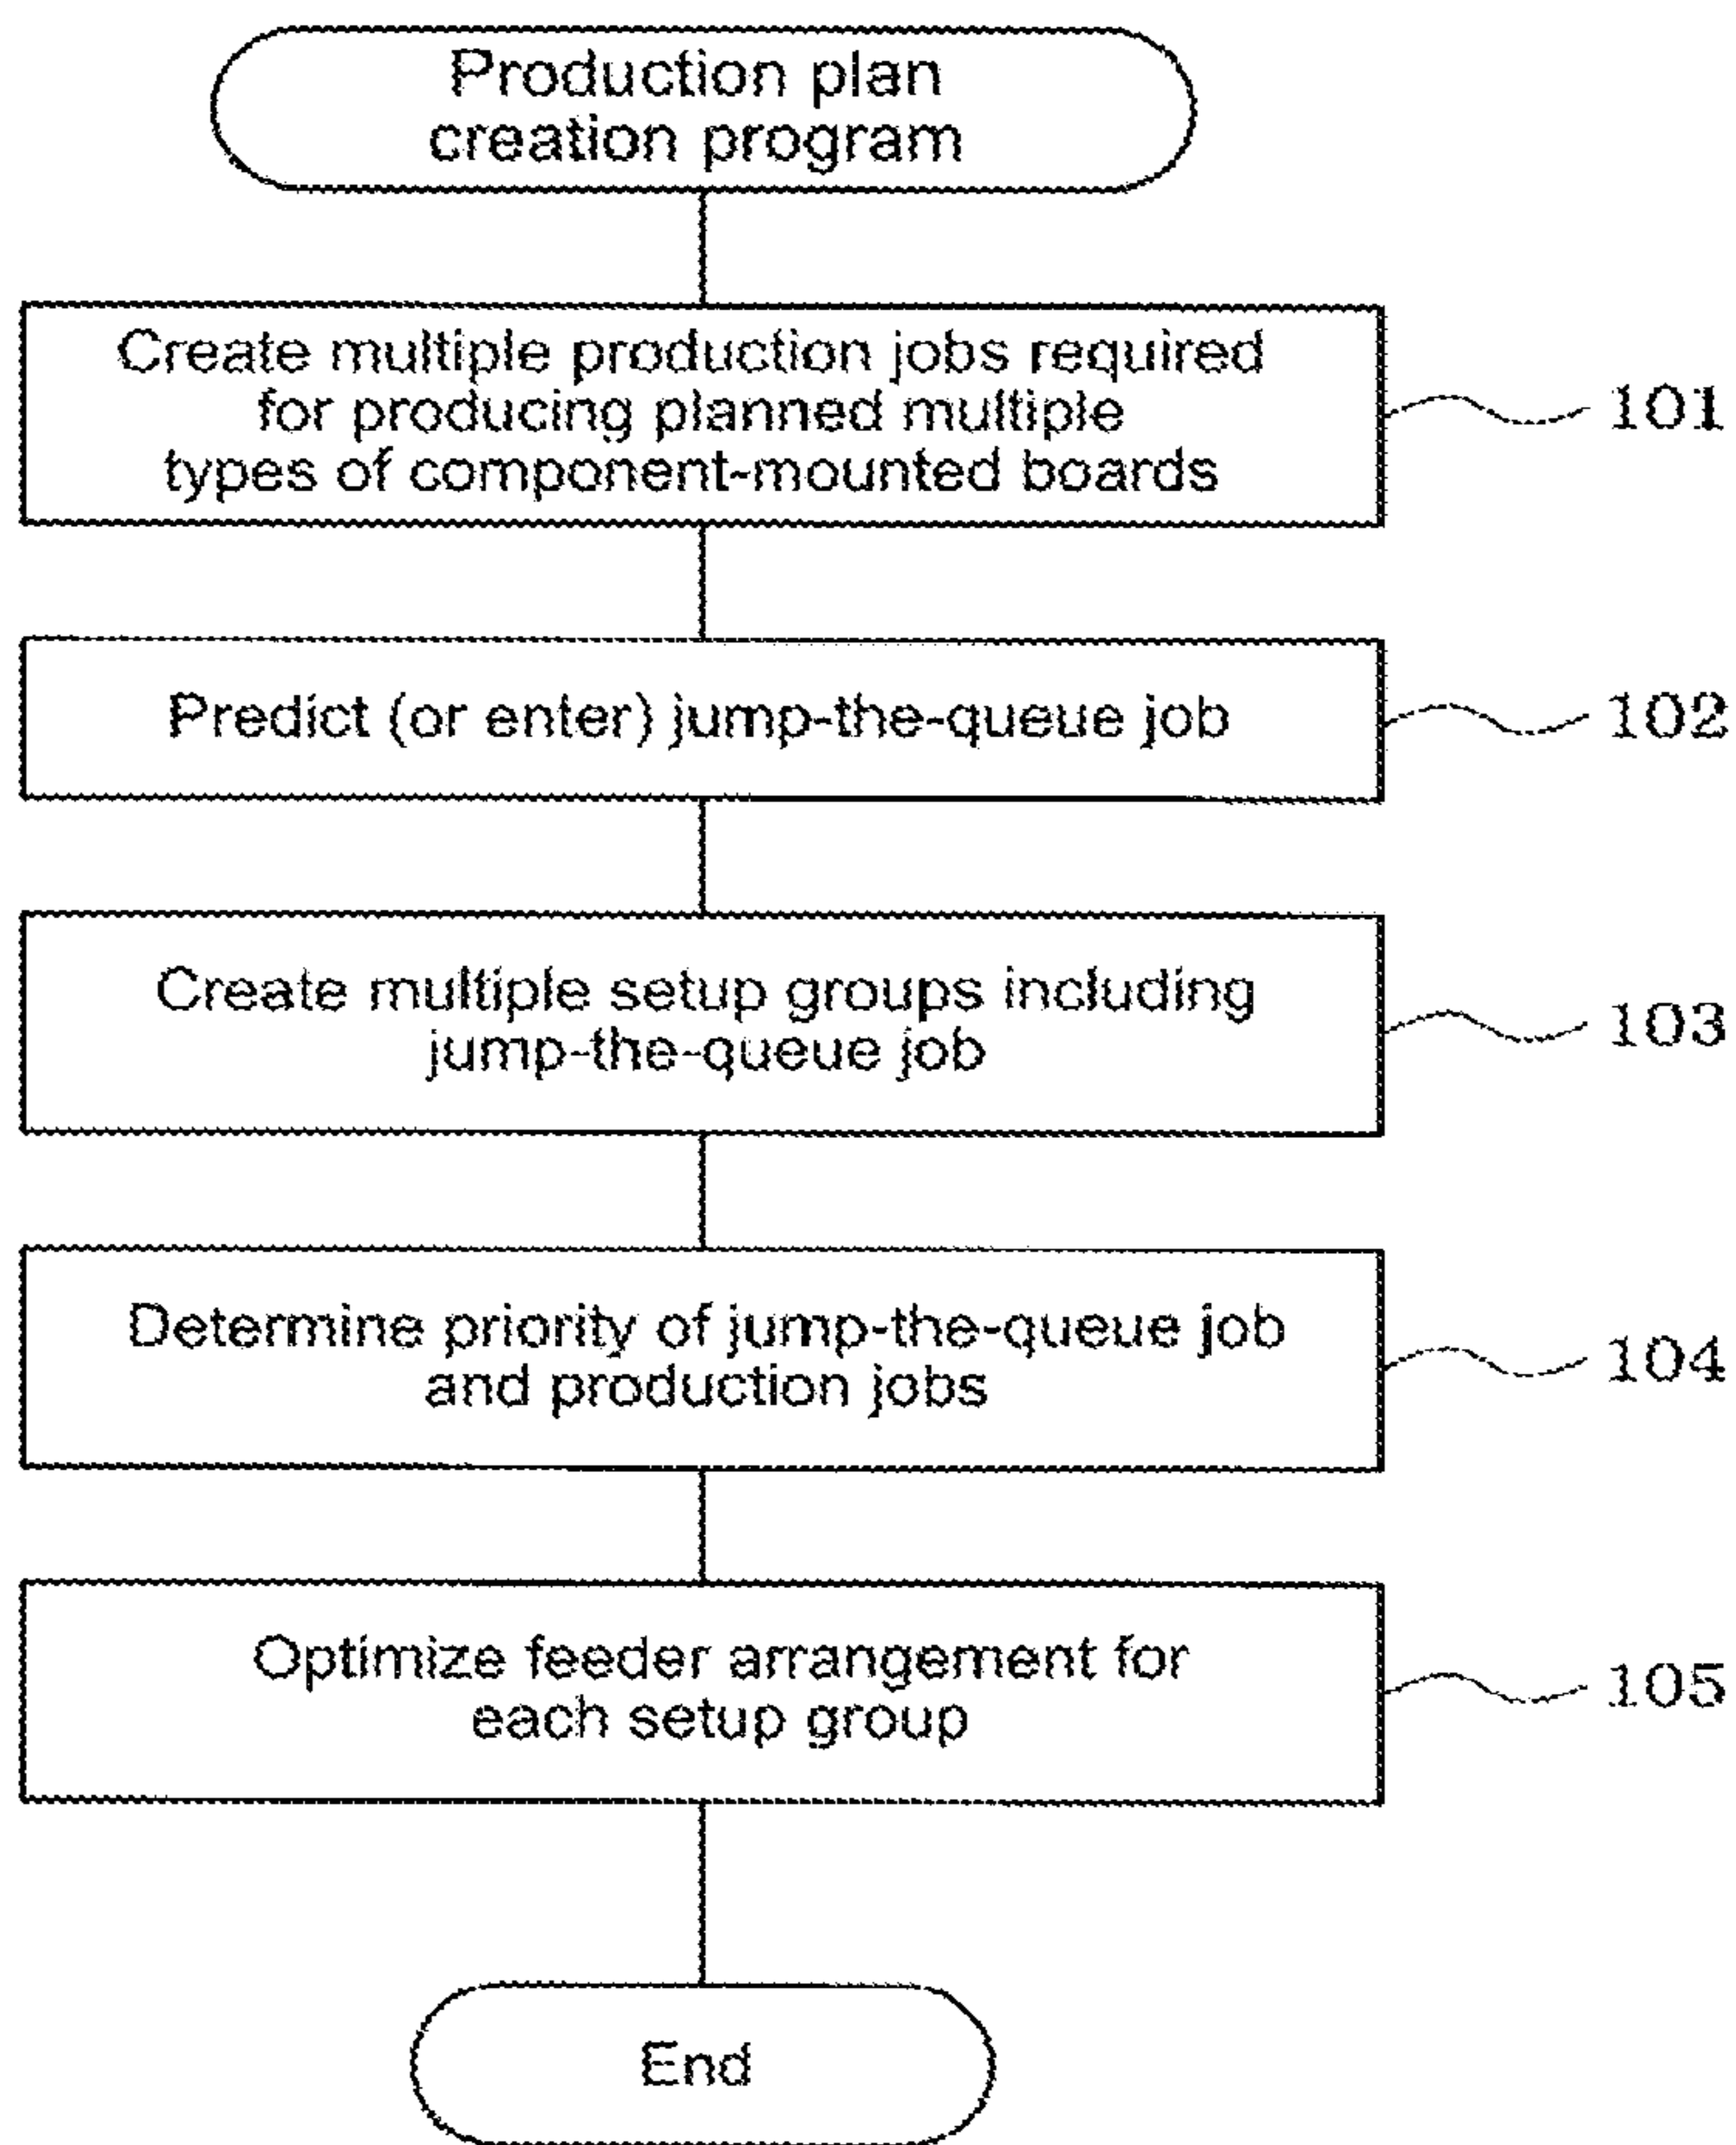 Production plan
creation program
Create multiple production jobs required
for producing planned multiple
types of component-mounted boards
101
Predict (or enter) jump-the-queue job
102
Create multiple setup groups including
jump-the-queue job
103
Determine priority of jump-the-queue job
and production jobs
104
Optimize feeder arrangement for
each setup group
105
End